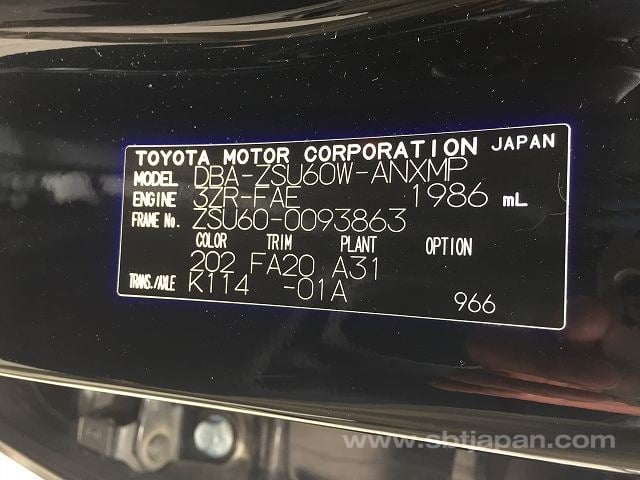 TOYOTA MOTOR CORPORATION JAPAN
MODEL DBA-ZSU60W-ANXMP
ENGINE 3ZR-FAE 1986 mL
FRAME No. ZSU60-0093863
COLOR TRIM PLANT OPTION
202 FA20 A31
TRANS./AXLE K114 -01A
966
www.sbtjapan.com